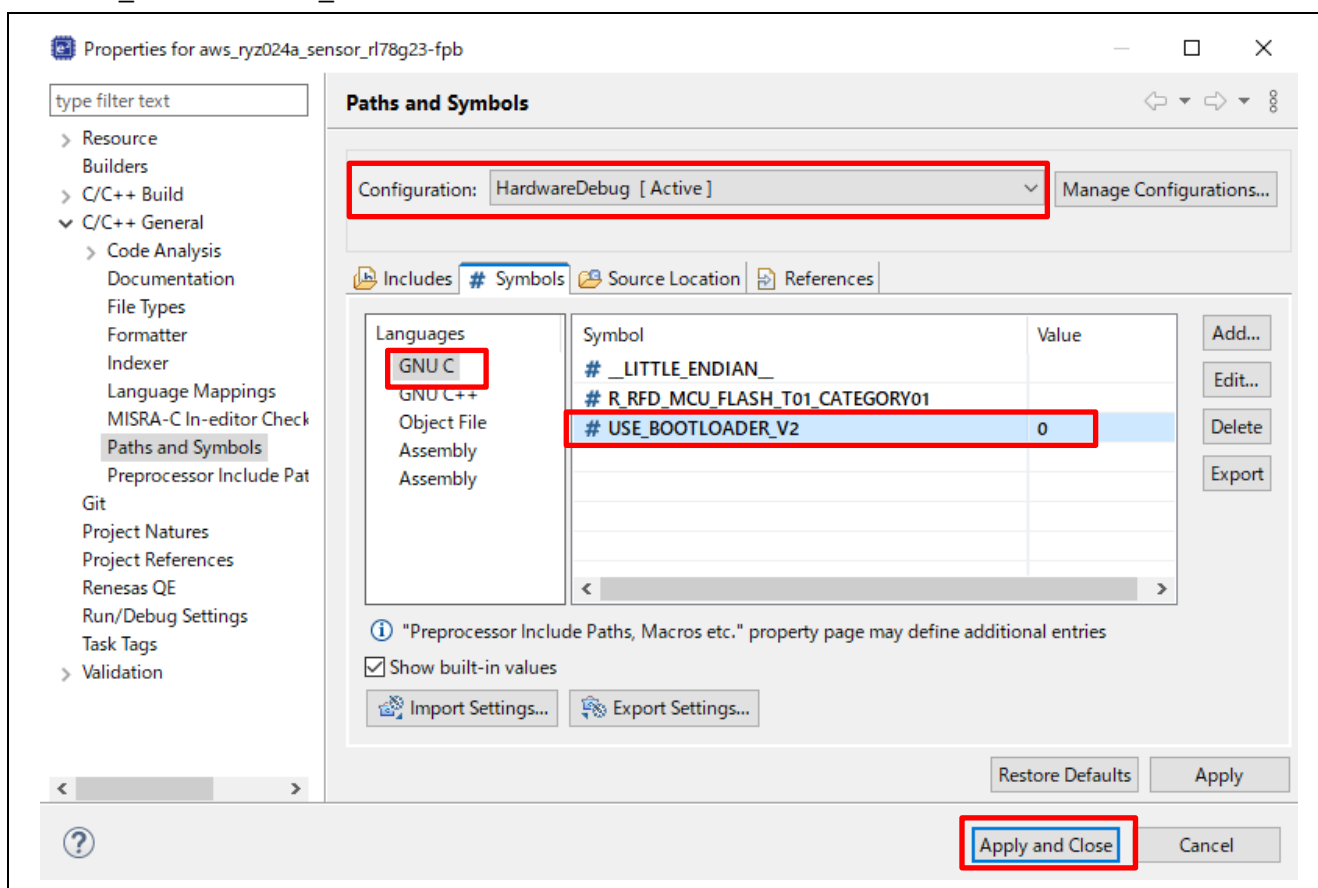 Properties for aws_ryz024a_sensor_rl78g23-fpb
type filter text
Resource
Builders
C/C++ Build
C/C++ General
Code Analysis
Documentation
File Types
Formatter
Indexer
Language Mappings
MISRA-C In-editor Check
Paths and Symbols
Preprocessor Include Pat
Git
Project Natures
Project References
Renesas QE
Run/Debug Settings
Task Tags
Validation
Paths and Symbols
Configuration: HardwareDebug [ Active ] Manage Configurations...
Includes # Symbols Source Location References
Languages
GNU C
GNU C++
Object File
Assembly
Assembly
Symbol Value
# __LITTLE_ENDIAN__
# R_RFD_MCU_FLASH_T01_CATEGORY01
# USE_BOOTLOADER_V2 0
Add...
Edit...
Delete
Export
"Preprocessor Include Paths, Macros etc." property page may define additional entries
Show built-in values
Import Settings... Export Settings...
Restore Defaults Apply
Apply and Close Cancel